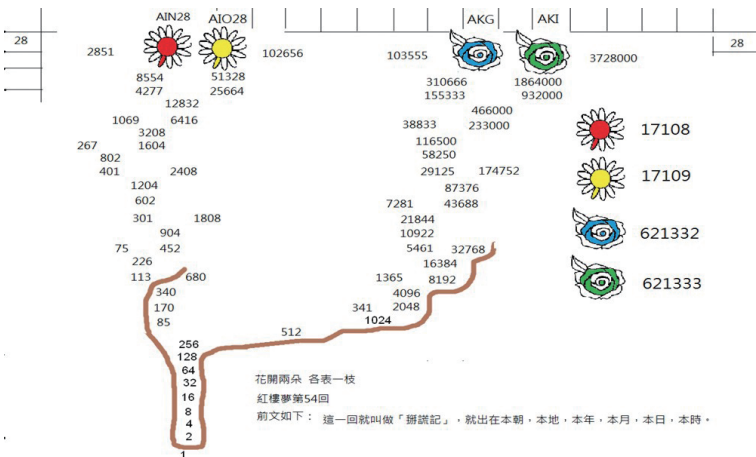 AIN28 AIO28 AKG AKI
28 28
2851 102656 103555 3728000
8554 51328 310666 1864000
4277 25664 155333 932000
12832 466000
1069 6416 38833 233000
17108
3208 116500
267 1604
802 58250
401 2408 29125 174752
17109
1204 87376
602 7281 43688
301 1808 21844
904 10922
621332
75 452 5461 32768
226 16384
113 680 1365 8192
621333
340 4096
170 341 2048
85 1024
512
256
128
64
32
16
8
4
2
1
花開兩朵 各表一枝
紅樓夢第54回
前文如下： 這一回就叫做「掰謊記」，就出在本朝，本地，本年，本月，本日，本時。